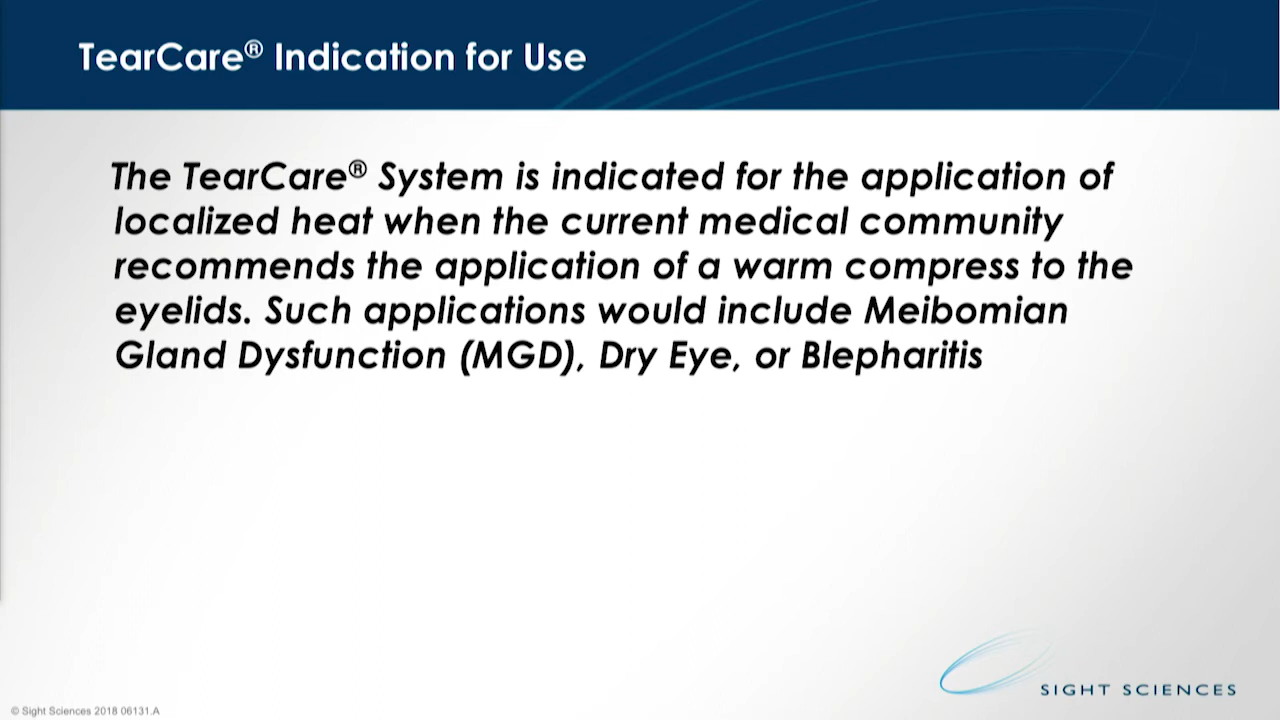 TearCare® Indication for Use
The TearCare® System is indicated for the application of
localized heat when the current medical community
recommends the application of a warm compress to the
eyelids. Such applications would include Meibomian
Gland Dysfunction (MGD), Dry Eye, or Blepharitis
SIGHT SCIENCES
© Sight Sciences 2018 06131.A